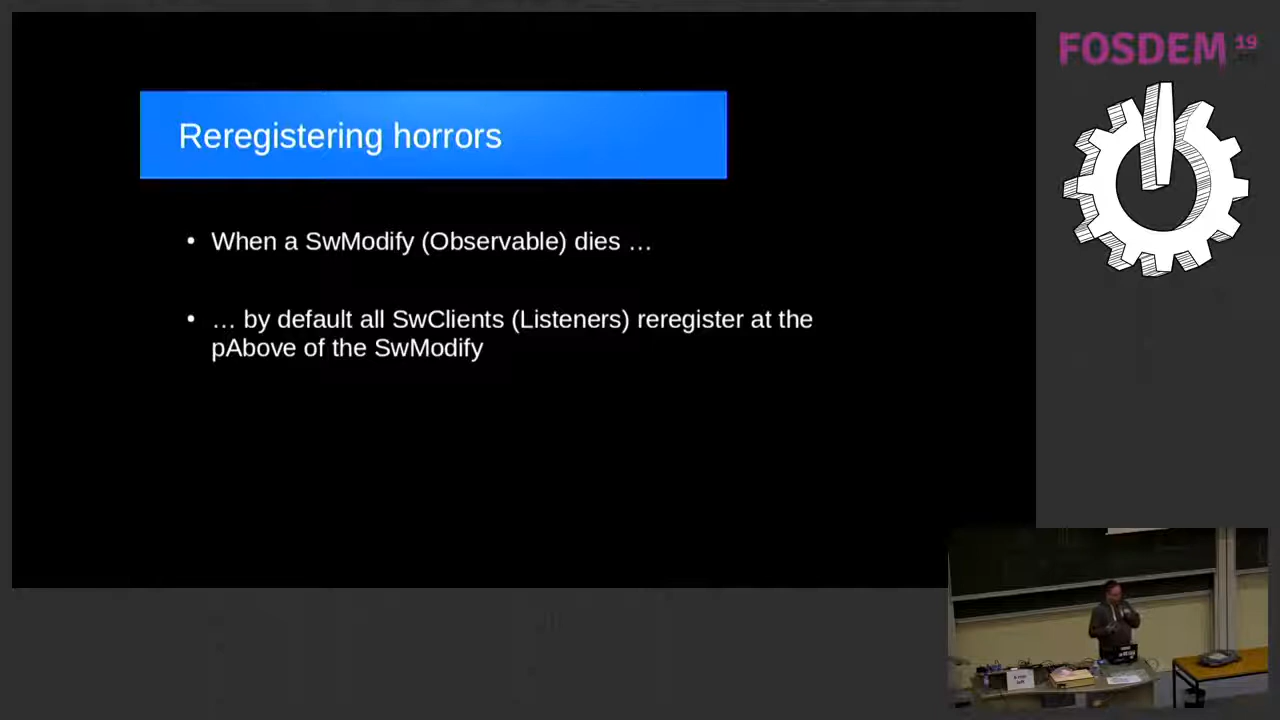 FOSDEM 19
Reregistering horrors
• When a SwModify (Observable) dies …
• … by default all SwClients (Listeners) reregister at the
pAbove of the SwModify